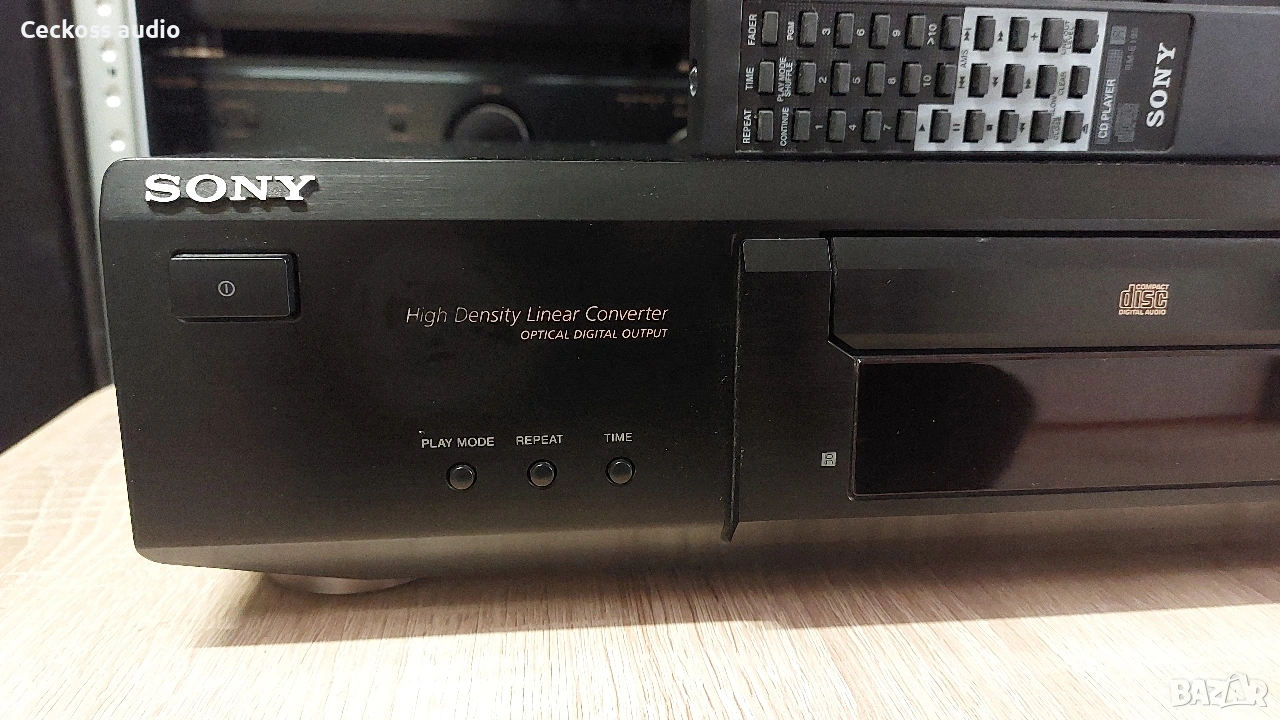 Ceckoss audio
FADER
PGM
3
6
9
>10
TIME
PLAY MODE
SHUFFLE
2
5
8
10
AMS
CLEAR
REPEAT
CONTINUE
1
4
7
CD PLAYER
SONY
SONY
High Density Linear Converter
OPTICAL DIGITAL OUTPUT
COMPACT
disc
DIGITAL AUDIO
PLAY MODE REPEAT TIME
BAZAR